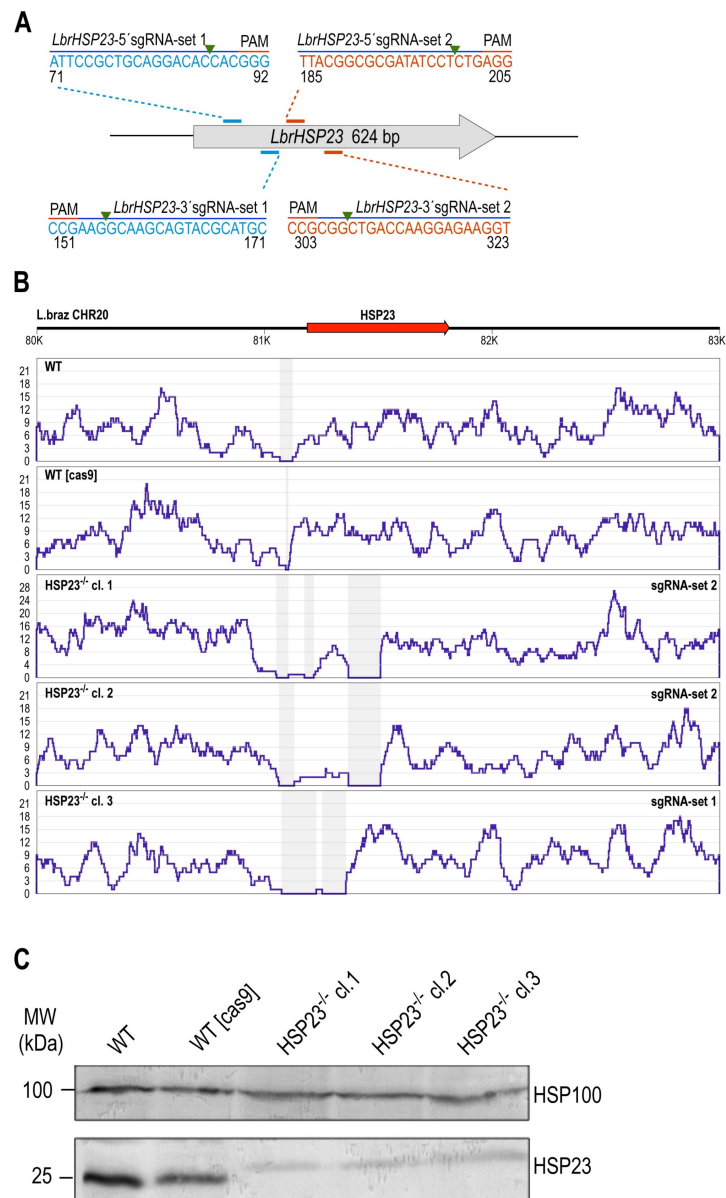 A
LbrHSP23-5´sgRNA-set 1 PAM
ATTCCGCTGCAGGACACCACGGG
71 92
LbrHSP23-5´sgRNA-set 2 PAM
TTACGGCGCGATATCCTCTGAGG
185 205
LbrHSP23 624 bp
PAM LbrHSP23-3´sgRNA-set 1
CCGAAGGCAAGCAGTACGCATGC
151 171
PAM LbrHSP23-3´sgRNA-set 2
CCGCGGCTGACCAAGGAGAAGGT
303 323
B
L.braz CHR20 HSP23
80K 81K 82K 83K
WT
21
18
15
12
9
6
3
0
WT [cas9]
21
18
15
12
9
6
3
0
HSP23-/- cl. 1 sgRNA-set 2
28
24
20
16
12
8
4
0
HSP23-/- cl. 2 sgRNA-set 2
21
18
15
12
9
6
3
0
HSP23-/- cl. 3 sgRNA-set 1
21
18
15
12
9
6
3
0
C
MW
(kDa)
WT
WT [cas9]
HSP23-/- cl.1
HSP23-/- cl.2
HSP23-/- cl.3
100 HSP100
25 HSP23